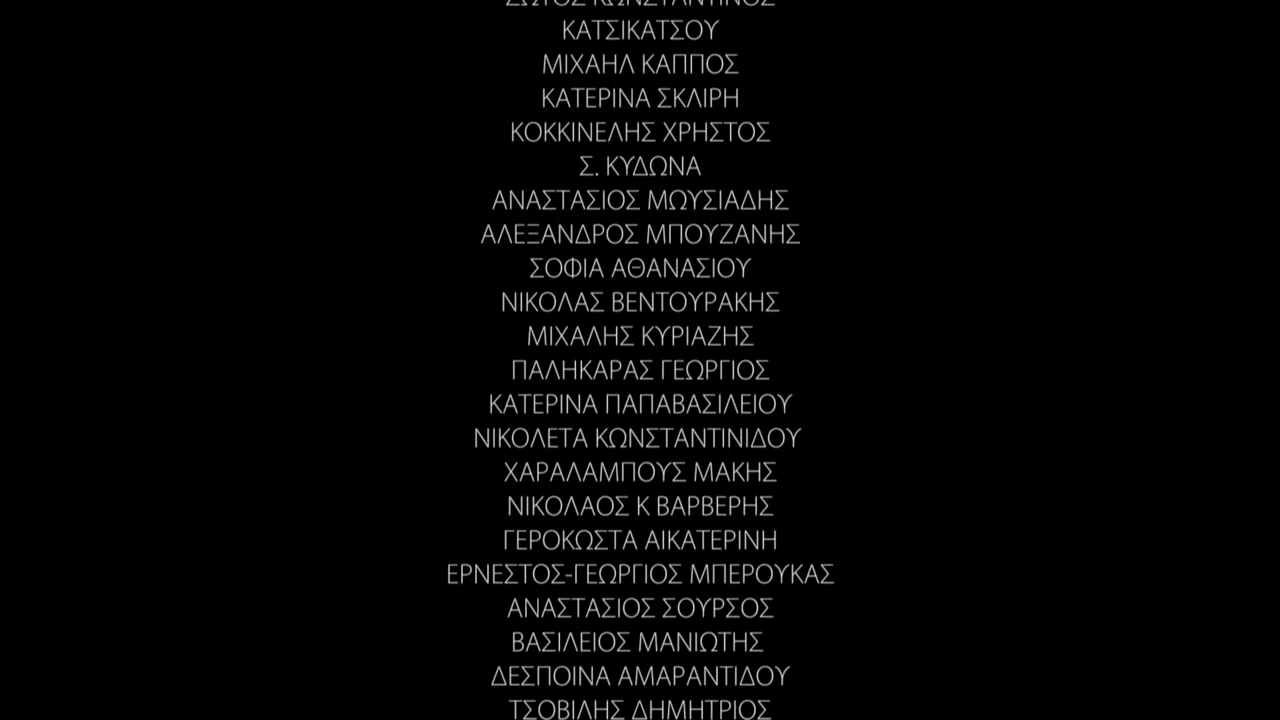 ΚΩΝΣΤΑΝΤΙΝΟΣ
ΚΑΤΣΙΚΑΤΣΟΥ
ΜΙΧΑΗΛ ΚΑΠΠΟΣ
ΚΑΤΕΡΙΝΑ ΣΚΛΙΡΗ
ΚΟΚΚΙΝΕΛΗΣ ΧΡΗΣΤΟΣ
Σ. ΚΥΔΩΝΑ
ΑΝΑΣΤΑΣΙΟΣ ΜΩΥΣΙΑΔΗΣ
ΑΛΕΞΑΝΔΡΟΣ ΜΠΟΥΖΑΝΗΣ
ΣΟΦΙΑ ΑΘΑΝΑΣΙΟΥ
ΝΙΚΟΛΑΣ ΒΕΝΤΟΥΡΑΚΗΣ
ΜΙΧΑΛΗΣ ΚΥΡΙΑΖΗΣ
ΠΑΛΗΚΑΡΑΣ ΓΕΩΡΓΙΟΣ
ΚΑΤΕΡΙΝΑ ΠΑΠΑΒΑΣΙΛΕΙΟΥ
ΝΙΚΟΛΕΤΑ ΚΩΝΣΤΑΝΤΙΝΙΔΟΥ
ΧΑΡΑΛΑΜΠΟΥΣ ΜΑΚΗΣ
ΝΙΚΟΛΑΟΣ Κ ΒΑΡΒΕΡΗΣ
ΓΕΡΟΚΩΣΤΑ ΑΙΚΑΤΕΡΙΝΗ
ΕΡΝΕΣΤΟΣ-ΓΕΩΡΓΙΟΣ ΜΠΕΡΟΥΚΑΣ
ΑΝΑΣΤΑΣΙΟΣ ΣΟΥΡΣΟΣ
ΒΑΣΙΛΕΙΟΣ ΜΑΝΙΩΤΗΣ
ΔΕΣΠΟΙΝΑ ΑΜΑΡΑΝΤΙΔΟΥ
ΤΣΟΒΙΛΗΣ ΔΗΜΗΤΡΙΟΣ